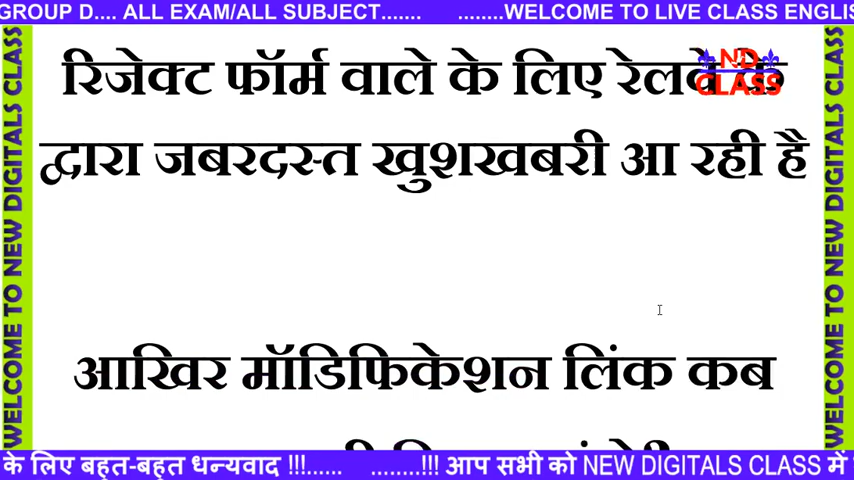 GROUP D.... ALL EXAM/ALL SUBJECT....... ........WELCOME TO LIVE CLASS
रिजेक्ट फॉर्म वाले के लिए रेलवे के
ND CLASS
द्वारा जबरदस्त खुशखबरी आ रही है
आखिर मॉडिफिकेशन लिंक कब
WELCOME TO NEW DIGITALS CLASS
WELCOME TO NEW DIGITALS CLASS
के लिए बहुत-बहुत धन्यवाद !!!...... ........!!! आप सभी को NEW DIGITALS CLASS में